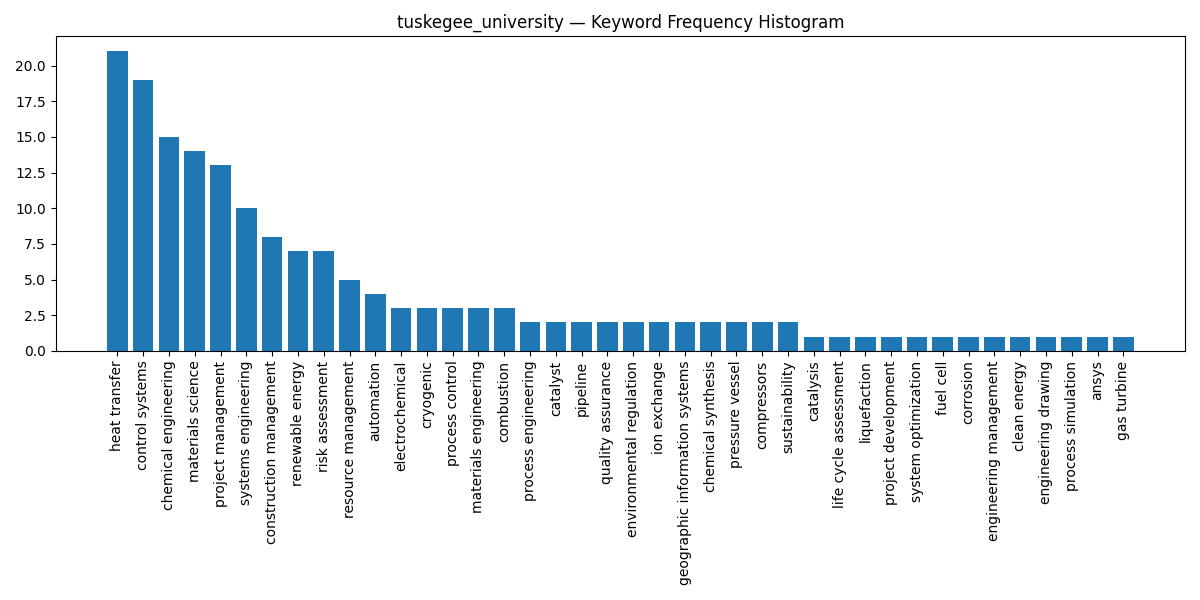 tuskegee_university — Keyword Frequency Histogram
20.0
17.5
15.0
12.5
10.0
7.5
5.0
2.5
0.0
heat transfer
control systems
chemical engineering
materials science
project management
systems engineering
construction management
renewable energy
risk assessment
resource management
automation
electrochemical
cryogenic
process control
materials engineering
combustion
process engineering
catalyst
pipeline
quality assurance
environmental regulation
ion exchange
geographic information systems
chemical synthesis
pressure vessel
compressors
sustainability
catalysis
life cycle assessment
liquefaction
project development
system optimization
fuel cell
corrosion
engineering management
clean energy
engineering drawing
process simulation
ansys
gas turbine